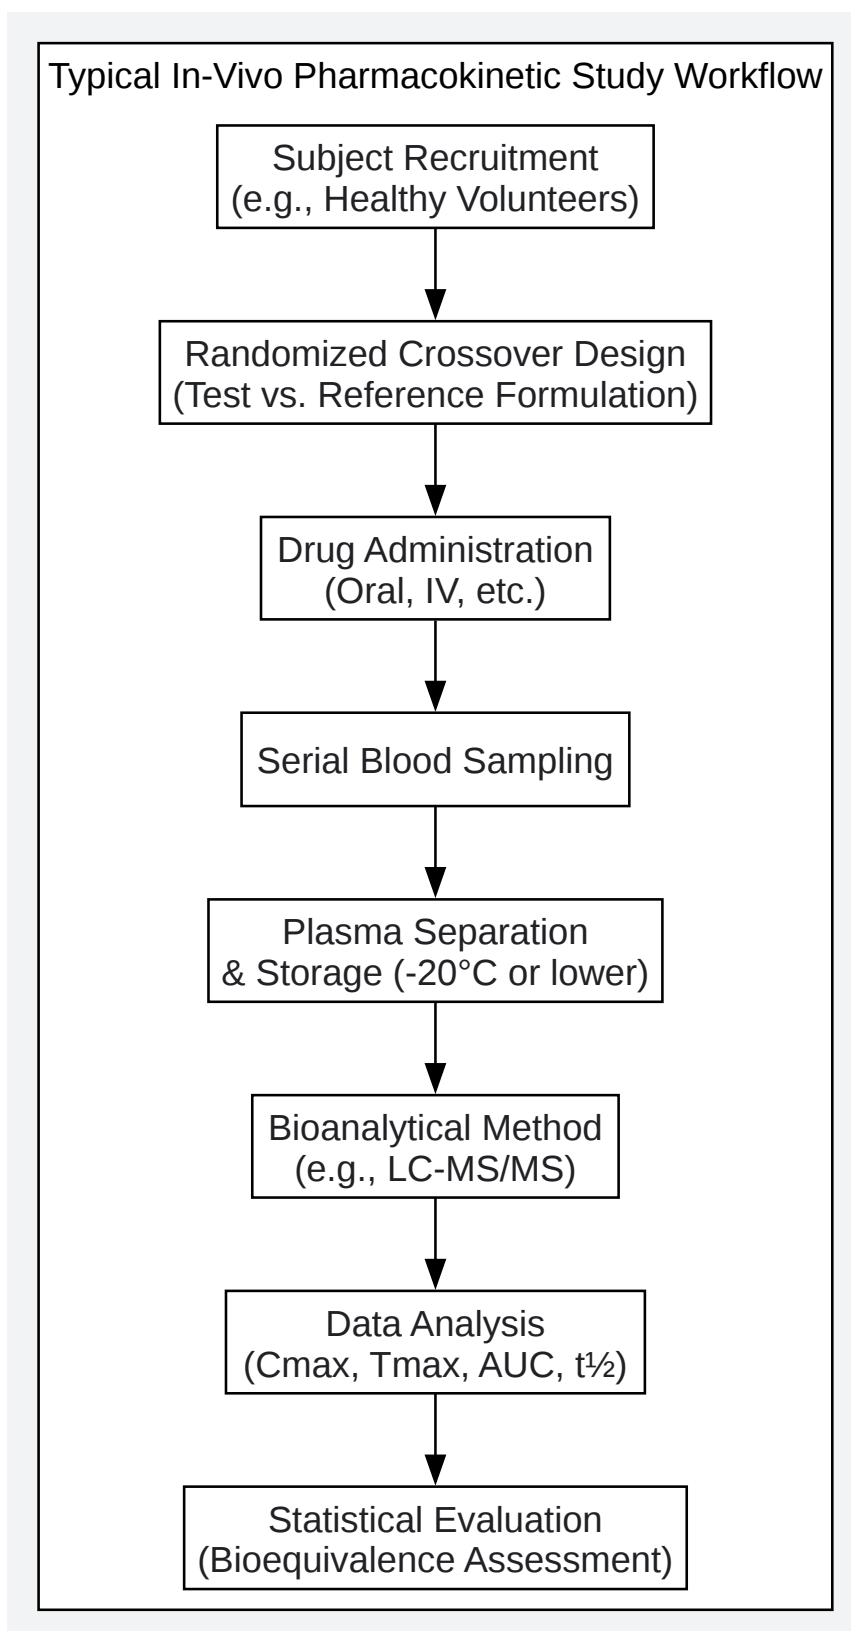 Typical In-Vivo Pharmacokinetic Study Workflow
Subject Recruitment
(e.g., Healthy Volunteers)
Randomized Crossover Design
(Test vs. Reference Formulation)
Drug Administration
(Oral, IV, etc.)
Serial Blood Sampling
Plasma Separation
& Storage (-20°C or lower)
Bioanalytical Method
(e.g., LC-MS/MS)
Data Analysis
(Cmax, Tmax, AUC, t½)
Statistical Evaluation
(Bioequivalence Assessment)